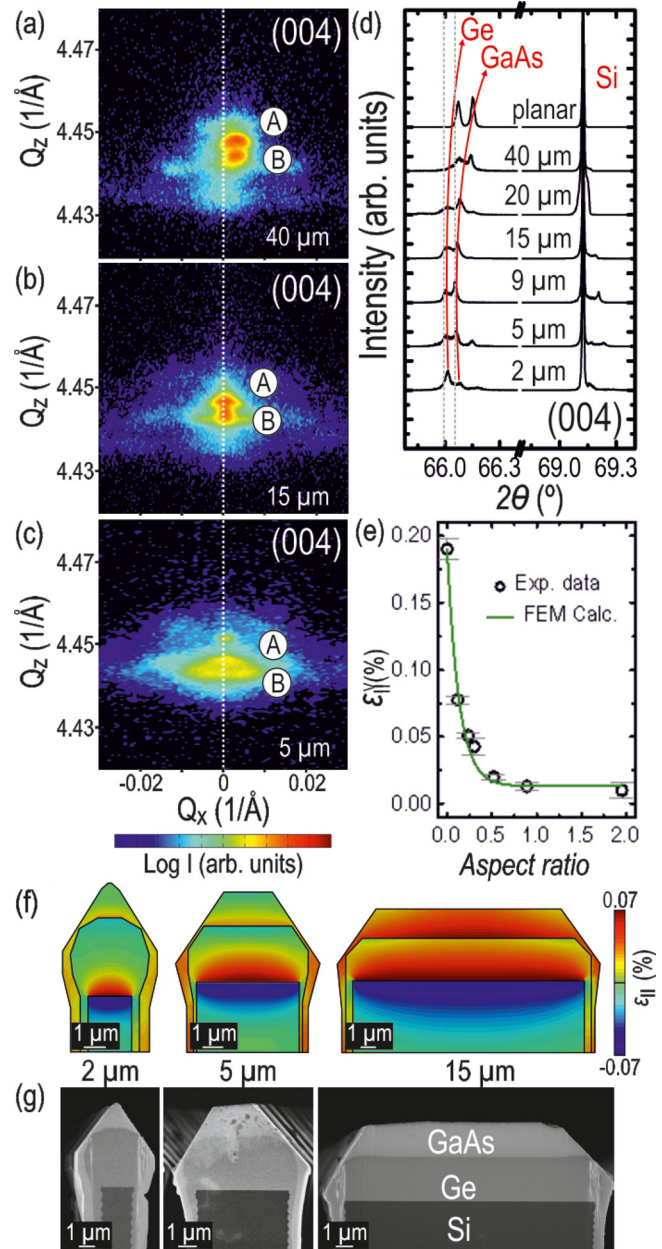 (a)
4.47
4.45
4.43
Qz (1/Å)
(004)
A
B
40 µm
(b)
4.47
4.45
4.43
Qz (1/Å)
(004)
A
B
15 µm
(c)
4.47
4.45
4.43
Qz (1/Å)
(004)
A
B
5 µm
-0.02 0 0.02
Qx (1/Å)
Log I (arb. units)
(d)
Intensity (arb. units)
Ge
GaAs
Si
planar
40 µm
20 µm
15 µm
9 µm
5 µm
2 µm
(004)
66.0 66.3 69.0 69.3
2θ (º)
(e)
0.20
0.15
0.10
0.05
0.00
ε||γ(%)
Exp. data
FEM Calc.
0.0 0.5 1.0 1.5 2.0
Aspect ratio
(f)
1 µm
1 µm
1 µm
2 µm 5 µm 15 µm
0.07
ε|| (%)
-0.07
(g)
1 µm
1 µm
1 µm
GaAs
Ge
Si